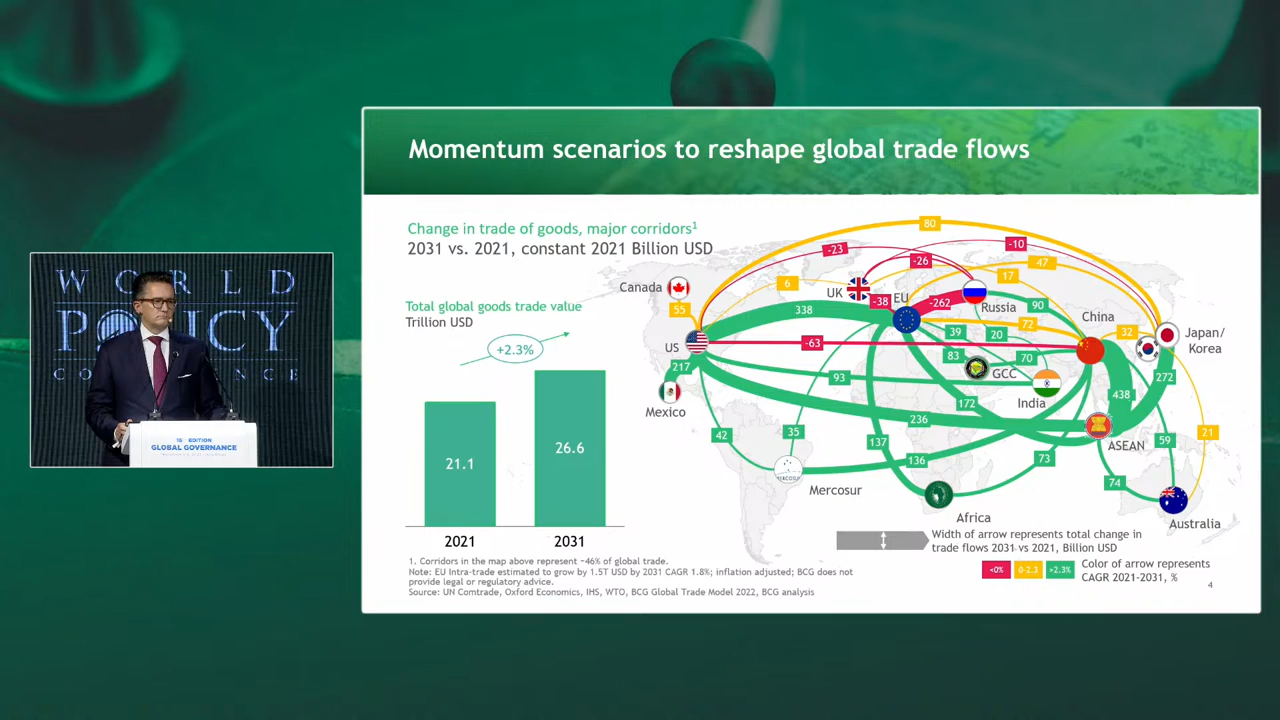 WORLD
POLICY
CONFERENCE
15 EDITION
GLOBAL GOVERNANCE
Momentum scenarios to reshape global trade flows
Change in trade of goods, major corridors1
2031 vs. 2021, constant 2021 Billion USD
Total global goods trade value
Trillion USD
+2.3%
21.1
26.6
2021
2031
80
-23
-10
-26
47
17
6
Canada
UK
-38
EU
-262
Russia
55
338
90
China
72
39
20
32
Japan/
Korea
US
-63
83
GCC
70
217
93
India
272
438
Mexico
172
236
42
35
137
ASEAN
59
21
136
73
MERCOSUR
Mercosur
74
Africa
Australia
Width of arrow represents total change in
trade flows 2031 vs 2021, Billion USD
<0%
0-2.3
>2.3%
Color of arrow represents
CAGR 2021-2031, %
1. Corridors in the map above represent ~46% of global trade.
Note: EU Intra-trade estimated to grow by 1.5T USD by 2031 CAGR 1.8%; inflation adjusted; BCG does not
provide legal or regulatory advice.
Source: UN Comtrade, Oxford Economics, IHS, WTO, BCG Global Trade Model 2022, BCG analysis
4